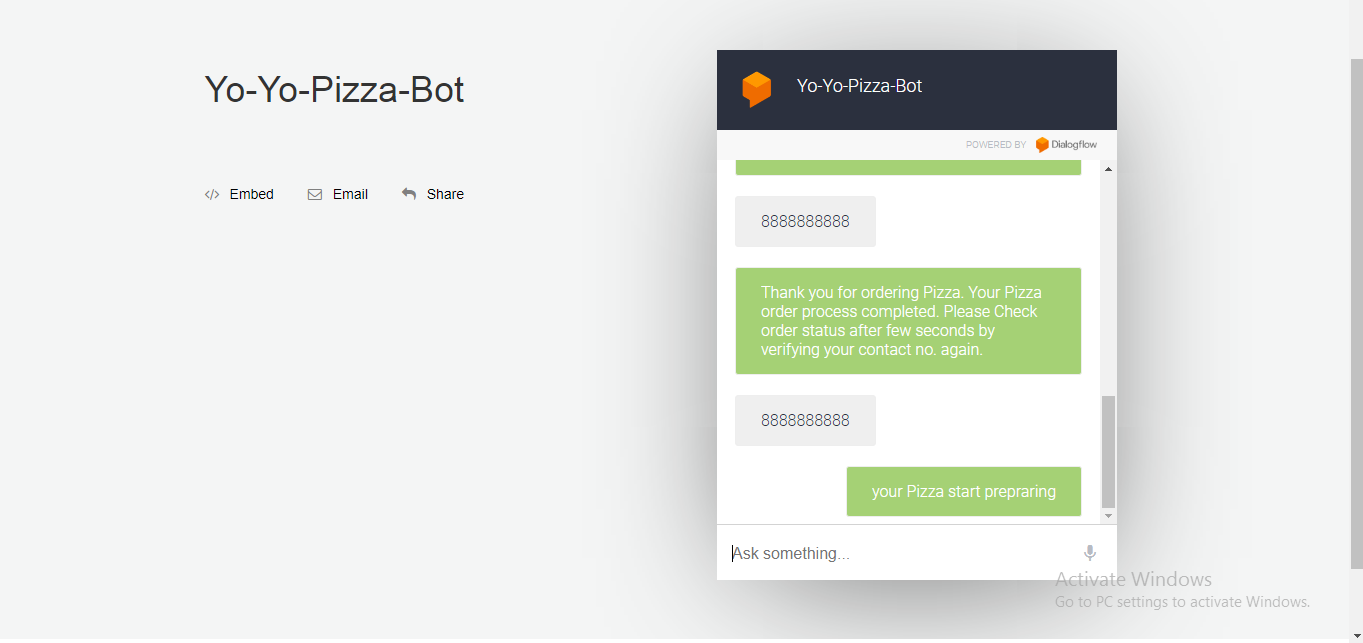 Yo-Yo-Pizza-Bot
Embed
Email
Share
Yo-Yo-Pizza-Bot
POWERED BY Dialogflow
8888888888
Thank you for ordering Pizza. Your Pizza
order process completed. Please Check
order status after few seconds by
verifying your contact no. again.
8888888888
your Pizza start prepraring
Ask something...
Activate Windows
Go to PC settings to activate Windows.